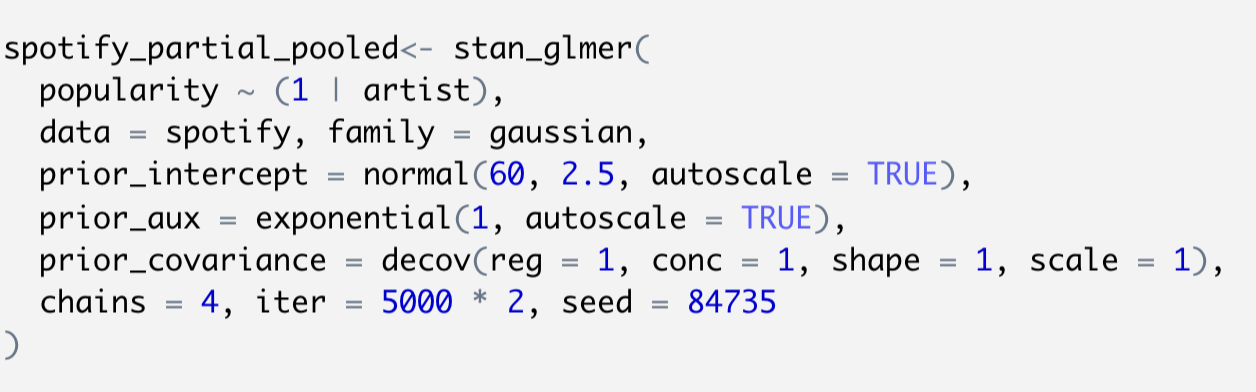 spotify_partial_pooled<- stan_glmer(
  popularity ~ (1 | artist),
  data = spotify, family = gaussian,
  prior_intercept = normal(60, 2.5, autoscale = TRUE),
  prior_aux = exponential(1, autoscale = TRUE),
  prior_covariance = decov(reg = 1, conc = 1, shape = 1, scale = 1),
  chains = 4, iter = 5000 * 2, seed = 84735
)